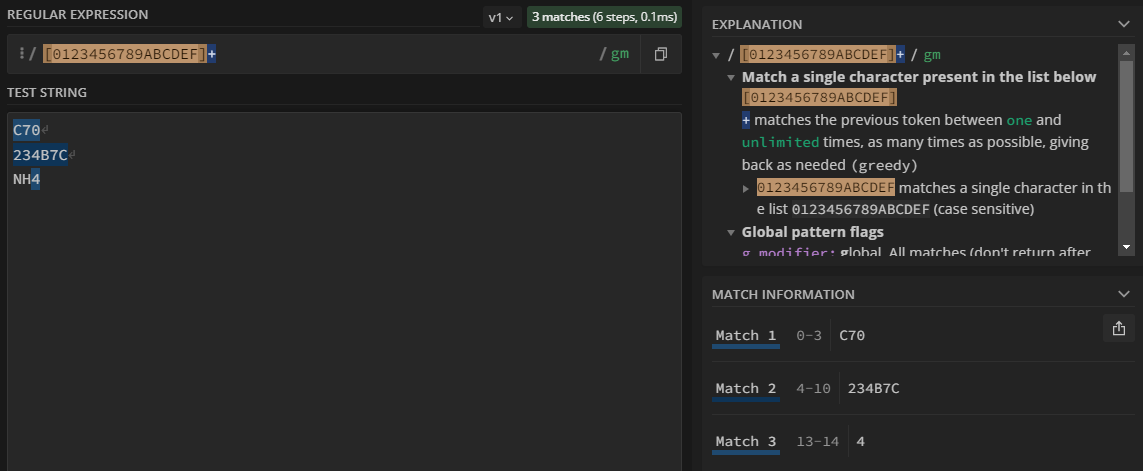 REGULAR EXPRESSION
v1
3 matches (6 steps, 0.1ms)
/ [0123456789ABCDEF]+ / gm
TEST STRING
C70
234B7C
NH4
EXPLANATION
/ [0123456789ABCDEF]+ / gm
Match a single character present in the list below
[0123456789ABCDEF]
+ matches the previous token between one and
unlimited times, as many times as possible, giving
back as needed (greedy)
0123456789ABCDEF matches a single character in th
e list 0123456789ABCDEF (case sensitive)
Global pattern flags
g modifier: global. All matches (don't return after
MATCH INFORMATION
Match 1 0-3 C70
Match 2 4-10 234B7C
Match 3 13-14 4